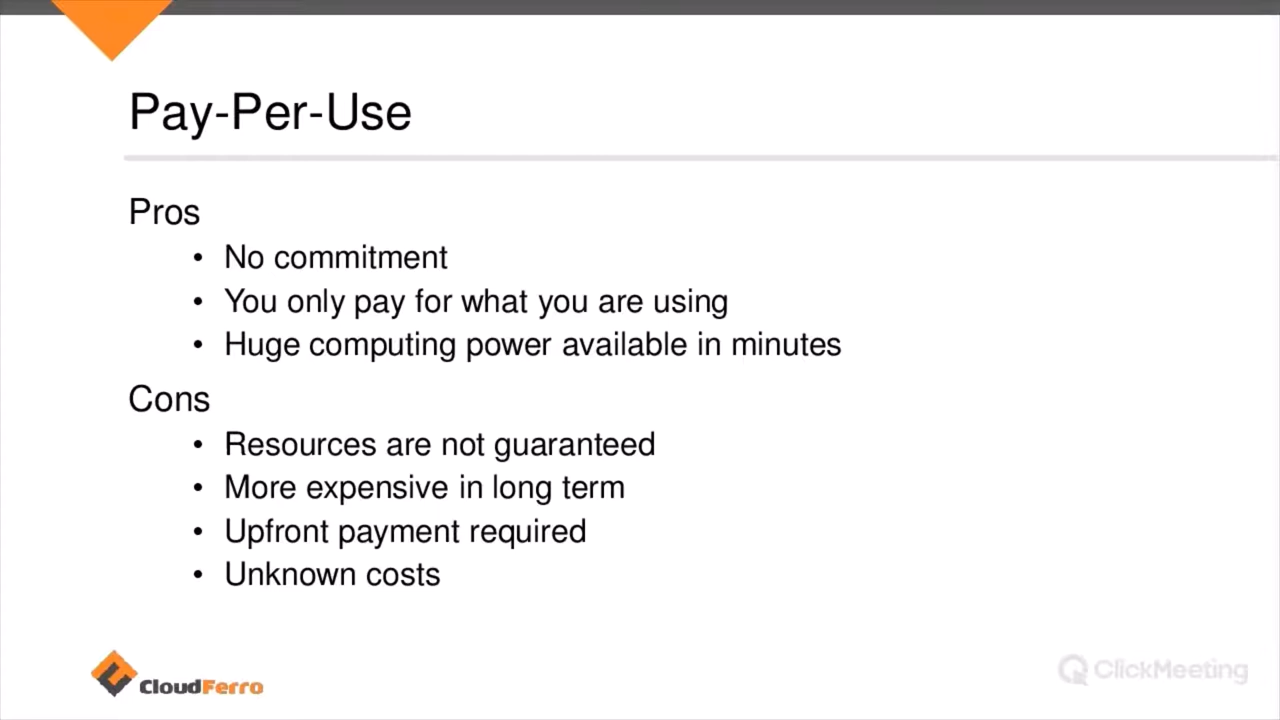 Pay-Per-Use
Pros
• No commitment
• You only pay for what you are using
• Huge computing power available in minutes
Cons
• Resources are not guaranteed
• More expensive in long term
• Upfront payment required
• Unknown costs
CloudFerro
ClickMeeting